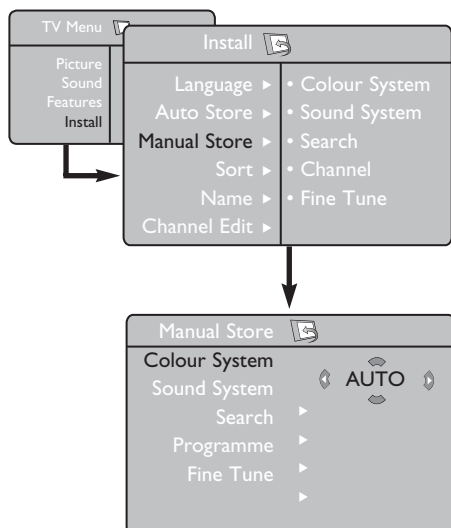 TV Menu
Picture
Sound
Features
Install
Install
Language ▶ • Colour System
Auto Store ▶ • Sound System
Manual Store ▶ • Search
Sort ▶ • Channel
Name ▶ • Fine Tune
Channel Edit ▶
Manual Store
Colour System
AUTO
Sound System
Search ▶
Programme ▶
Fine Tune ▶
▶